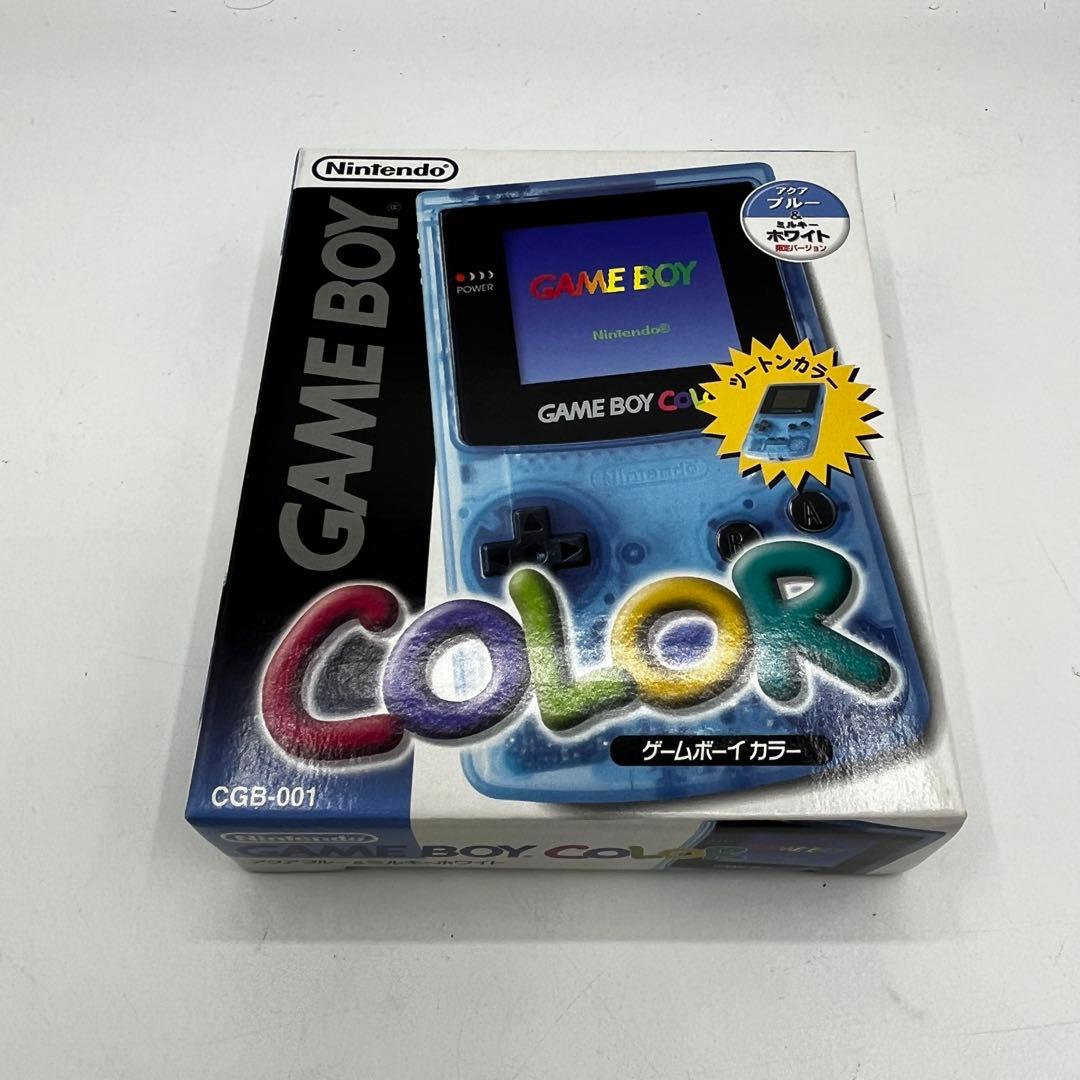 Nintendo®
GAME BOY®
アクア
ブルー
&
ミルキー
ホワイト
限定バージョン
POWER
GAME BOY
Nintendo®
GAME BOY COLO
ツートンカラー
Nintendo
A
B
COLOR
ゲームボーイ カラー
CGB-001
Nintendo
GAME BOY COLOR
アクアブルー&ミルキーホワイト